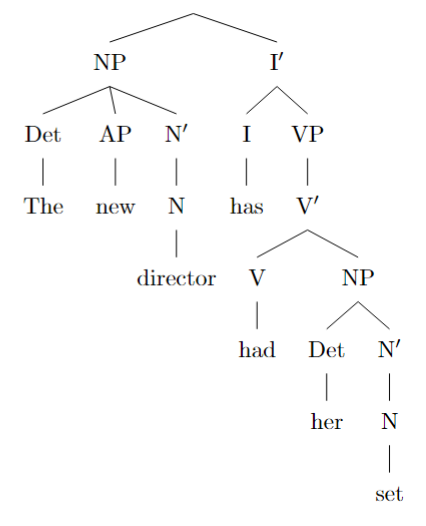 NP I′
Det AP N′ I VP
The new N has V′
director V NP
had Det N′
her N
set